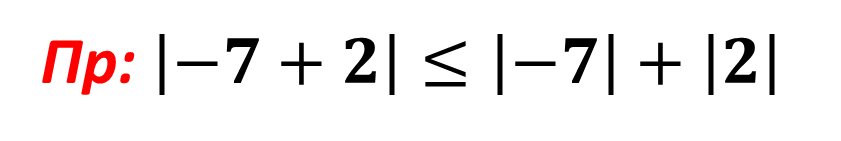 Пр: |−7 + 2| ≤ |−7| + |2|